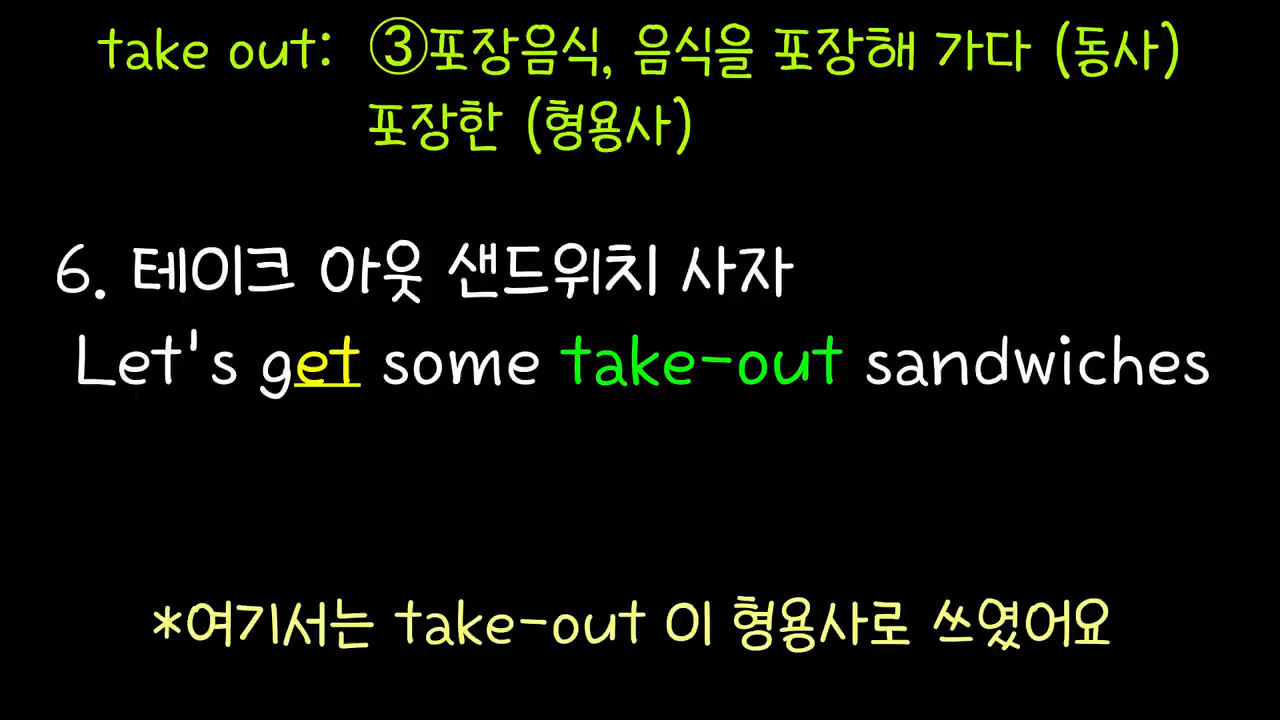 take out: ③포장음식, 음식을 포장해 가다 (동사)
포장한 (형용사)
6. 테이크 아웃 샌드위치 사자
Let's get some take-out sandwiches
*여기서는 take-out 이 형용사로 쓰였어요